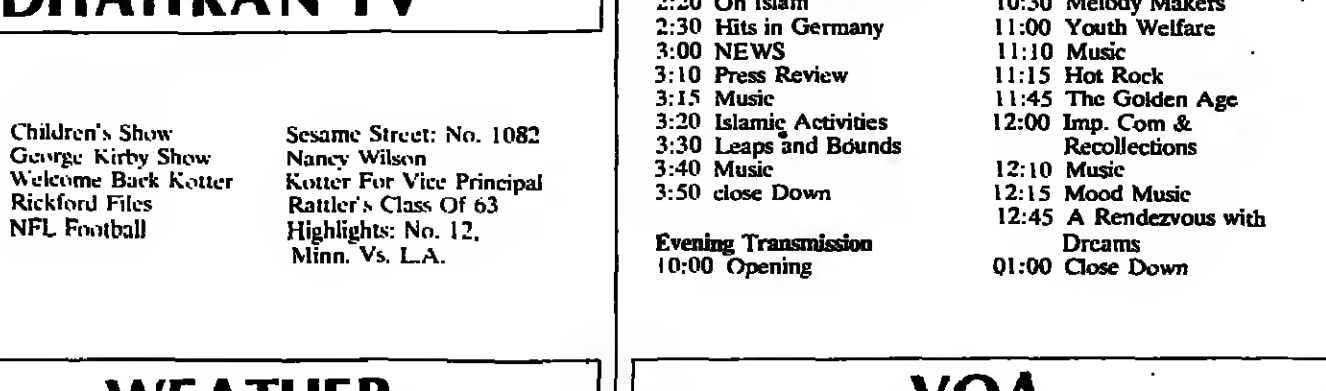 DHAHRAN TV
Children's Show
George Kirby Show
Welcome Back Kotter
Rickford Files
NFL Football
Sesame Street: No. 1082
Nancy Wilson
Kotter For Vice Principal
Rattler's Class Of 63
Highlights: No. 12,
Minn. Vs. L.A.
WEATHER
2:20 On Islam
2:30 Hits in Germany
3:00 NEWS
3:10 Press Review
3:15 Music
3:20 Islamic Activities
3:30 Leaps and Bounds
3:40 Music
3:50 close Down
Evening Transmission
10:00 Opening
10:30 Melody Makers
11:00 Youth Welfare
11:10 Music
11:15 Hot Rock
11:45 The Golden Age
12:00 Imp. Com &
Recollections
12:10 Music
12:15 Mood Music
12:45 A Rendezvous with
Dreams
01:00 Close Down
VOA